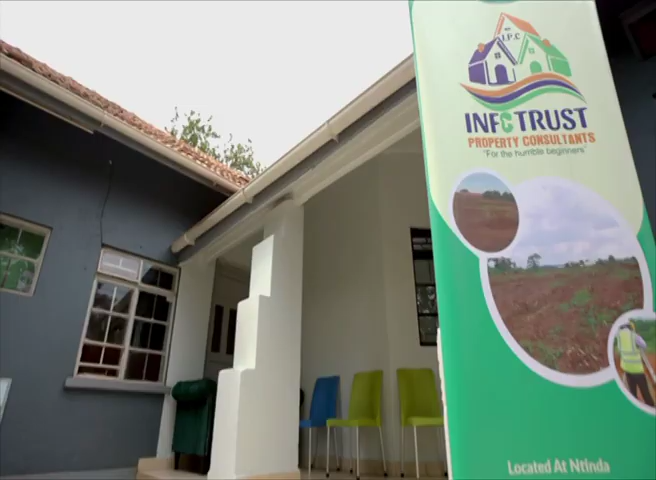 I.P.C
INFOTRUST
PROPERTY CONSULTANTS
"For the humble beginners"
Located At Ntinda